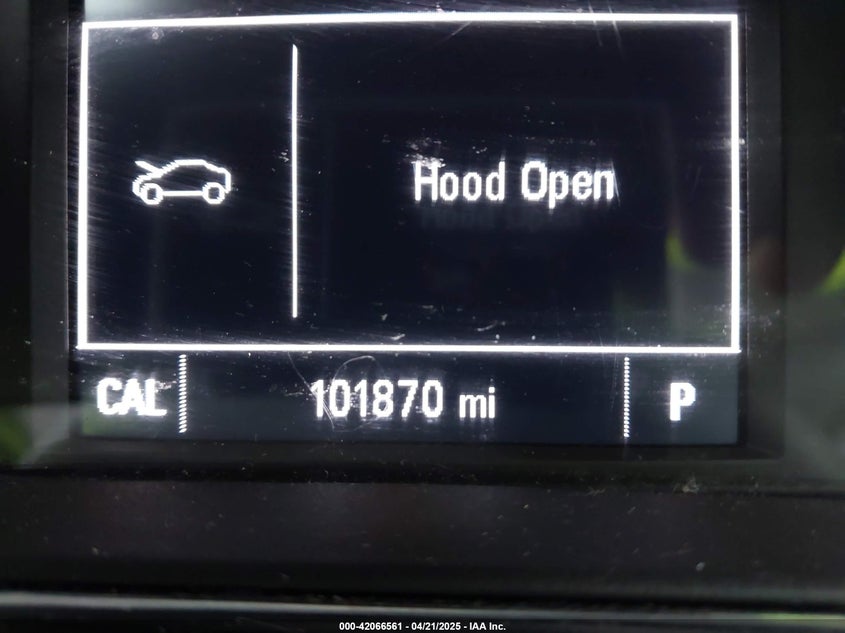 Hood Open
CAL 101870 mi P
000-42066561 - 04/21/2025 - IAA Inc.